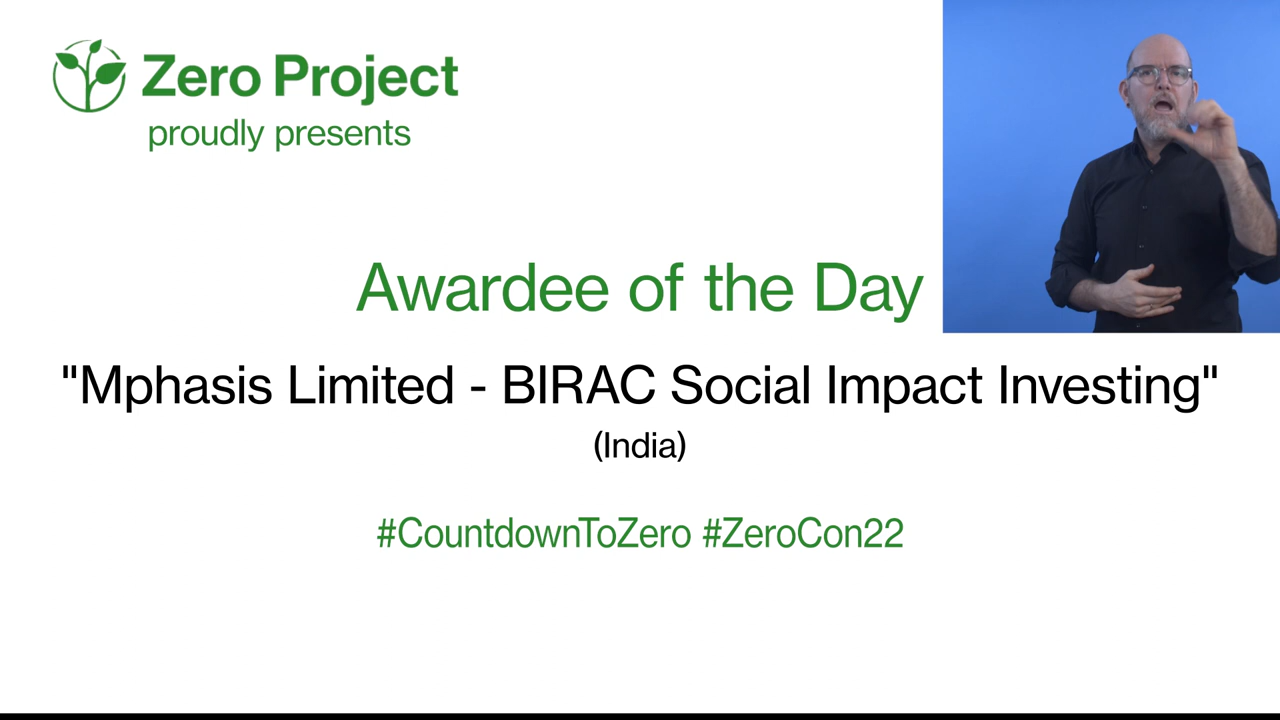 Zero Project
proudly presents
Awardee of the Day
"Mphasis Limited - BIRAC Social Impact Investing"
(India)
#CountdownToZero #ZeroCon22